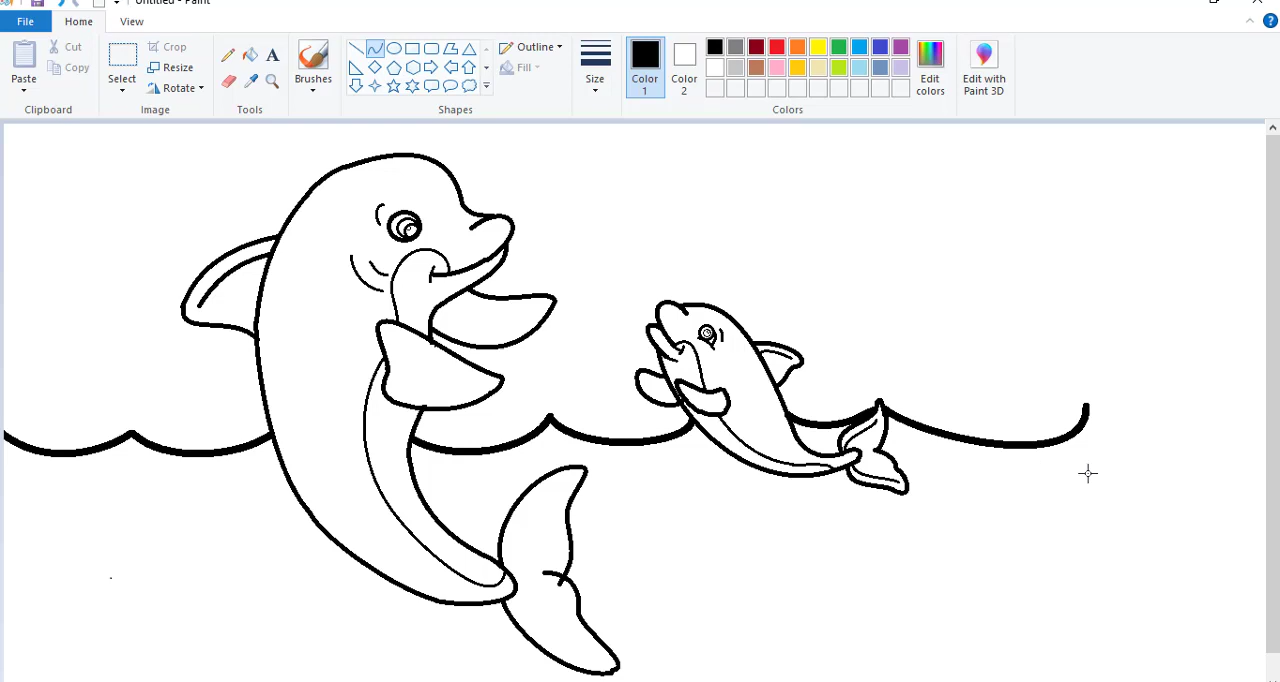 Untitled - Paint
File Home View
Paste
Cut
Copy
Clipboard
Select
Crop
Resize
Rotate
Image
A
Tools
Brushes
Outline
Fill
Shapes
Size
Color
1
Color
2
Edit
colors
Colors
Edit with
Paint 3D